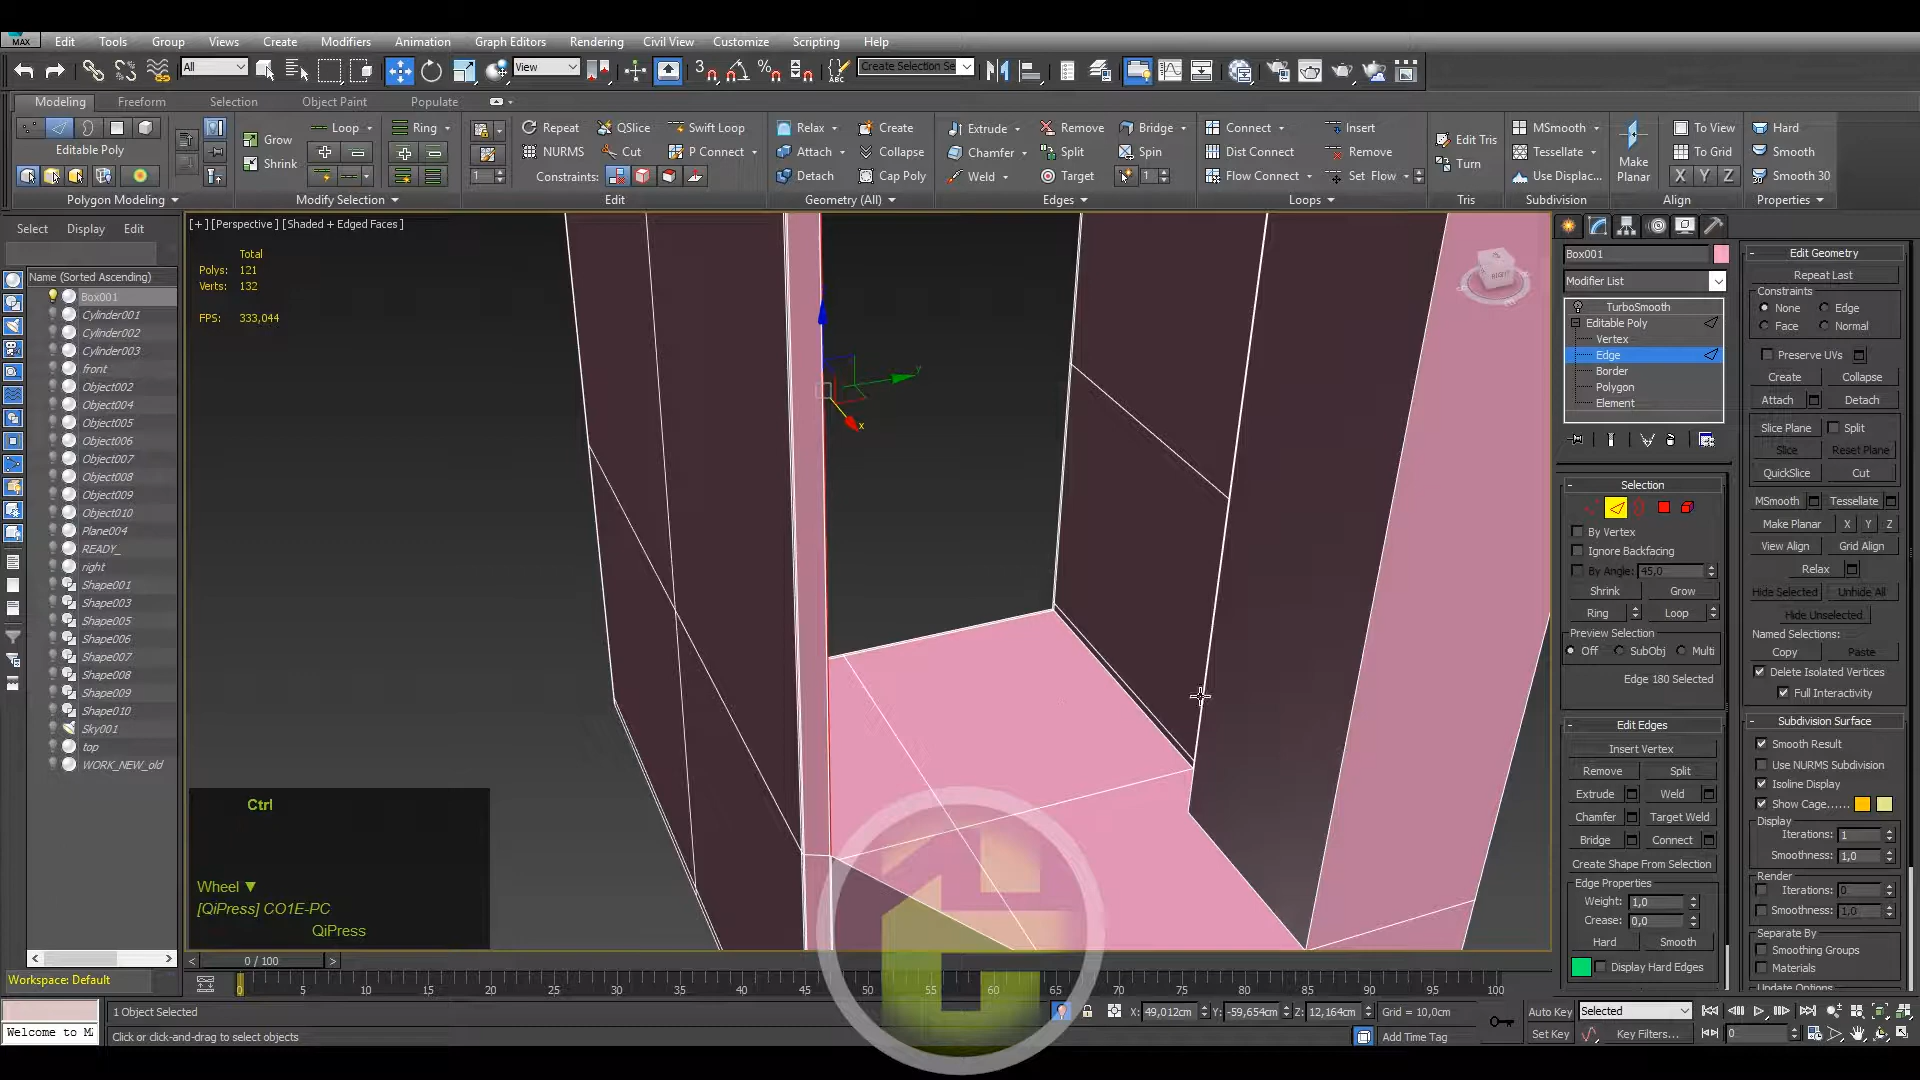 MAX Edit Tools Group Views Create Modifiers Animation Graph Editors Rendering Civil View Customize Scripting Help
All View Create Selection Se
Modeling Freeform Selection Object Paint Populate
Grow Loop Ring Repeat QSlice Swift Loop Relax Create Extrude Remove Bridge Connect Insert Edit Tris MSmooth To View Hard
Editable Poly Shrink NURMS Cut P Connect Attach Collapse Chamfer Split Spin Dist Connect Remove Turn Tessellate Make Planar To Grid Smooth
1 Constraints: Detach Cap Poly Weld Target 1 Flow Connect Set Flow Use Displac... X Y Z Smooth 30
Polygon Modeling Modify Selection Edit Geometry (All) Edges Loops Tris Subdivision Align Properties
Select Display Edit
Name (Sorted Ascending)
Box001
Cylinder001
Cylinder002
Cylinder003
front
Object002
Object004
Object005
Object006
Object007
Object008
Object009
Object010
Plane004
READY_
right
Shape001
Shape003
Shape005
Shape006
Shape007
Shape008
Shape009
Shape010
Sky001
top
WORK_NEW_old
Workspace: Default
Welcome to M
[+] [Perspective] [Shaded + Edged Faces]
Total
Polys: 121
Verts: 132
FPS: 333,044
y
x
RIGHT
Ctrl
Wheel ▼
[QiPress] CO1E-PC
QiPress
< 0 / 100 >
0 5 10 15 20 25 30 35 40 45 50 55 60 65 70 75 80 85 90 95 100
1 Object Selected
Click or click-and-drag to select objects
X: 49,012cm Y: -59,654cm Z: 12,164cm Grid = 10,0cm
Add Time Tag
Auto Key Selected
Set Key Key Filters... 0
Box001
Modifier List
TurboSmooth
Editable Poly
Vertex
Edge
Border
Polygon
Element
- Selection
By Vertex
Ignore Backfacing
By Angle: 45,0
Shrink Grow
Ring Loop
Preview Selection
Off SubObj Multi
Edge 180 Selected
- Edit Edges
Insert Vertex
Remove Split
Extrude Weld
Chamfer Target Weld
Bridge Connect
Create Shape From Selection
Edge Properties
Weight: 1,0
Crease: 0,0
Hard Smooth
Display Hard Edges
- Edit Geometry
Repeat Last
Constraints
None Edge
Face Normal
Preserve UVs
Create Collapse
Attach Detach
Slice Plane Split
Slice Reset Plane
QuickSlice Cut
MSmooth Tessellate
Make Planar X Y Z
View Align Grid Align
Relax
Hide Selected Unhide All
Hide Unselected
Named Selections:
Copy Paste
Delete Isolated Vertices
Full Interactivity
- Subdivision Surface
Smooth Result
Use NURMS Subdivision
Isoline Display
Show Cage......
Display
Iterations: 1
Smoothness: 1,0
Render
Iterations: 0
Smoothness: 1,0
Separate By
Smoothing Groups
Materials
Update Options